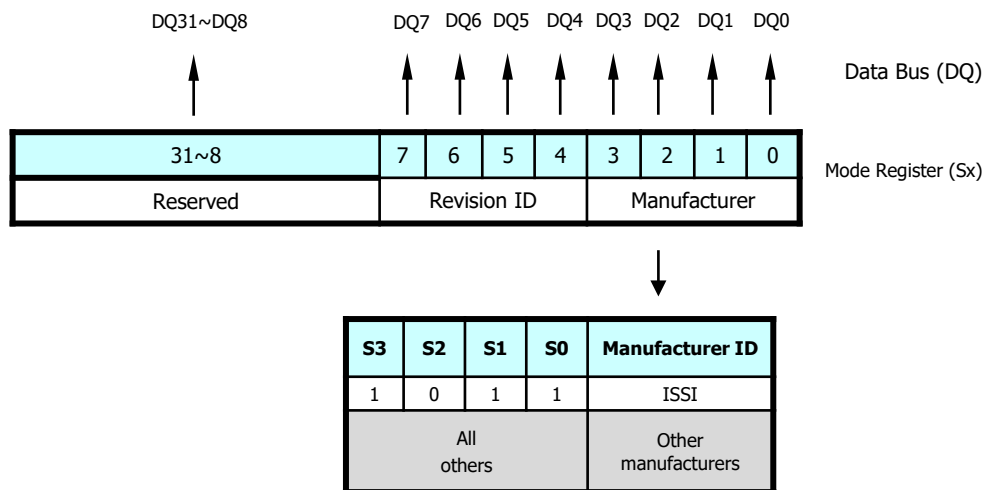 DQ31~DQ8 DQ7 DQ6 DQ5 DQ4 DQ3 DQ2 DQ1 DQ0
Data Bus (DQ)
31~8 7 6 5 4 3 2 1 0
Mode Register (Sx)
Reserved Revision ID Manufacturer
S3 S2 S1 S0 Manufacturer ID
1 0 1 1 ISSI
All
others
Other
manufacturers